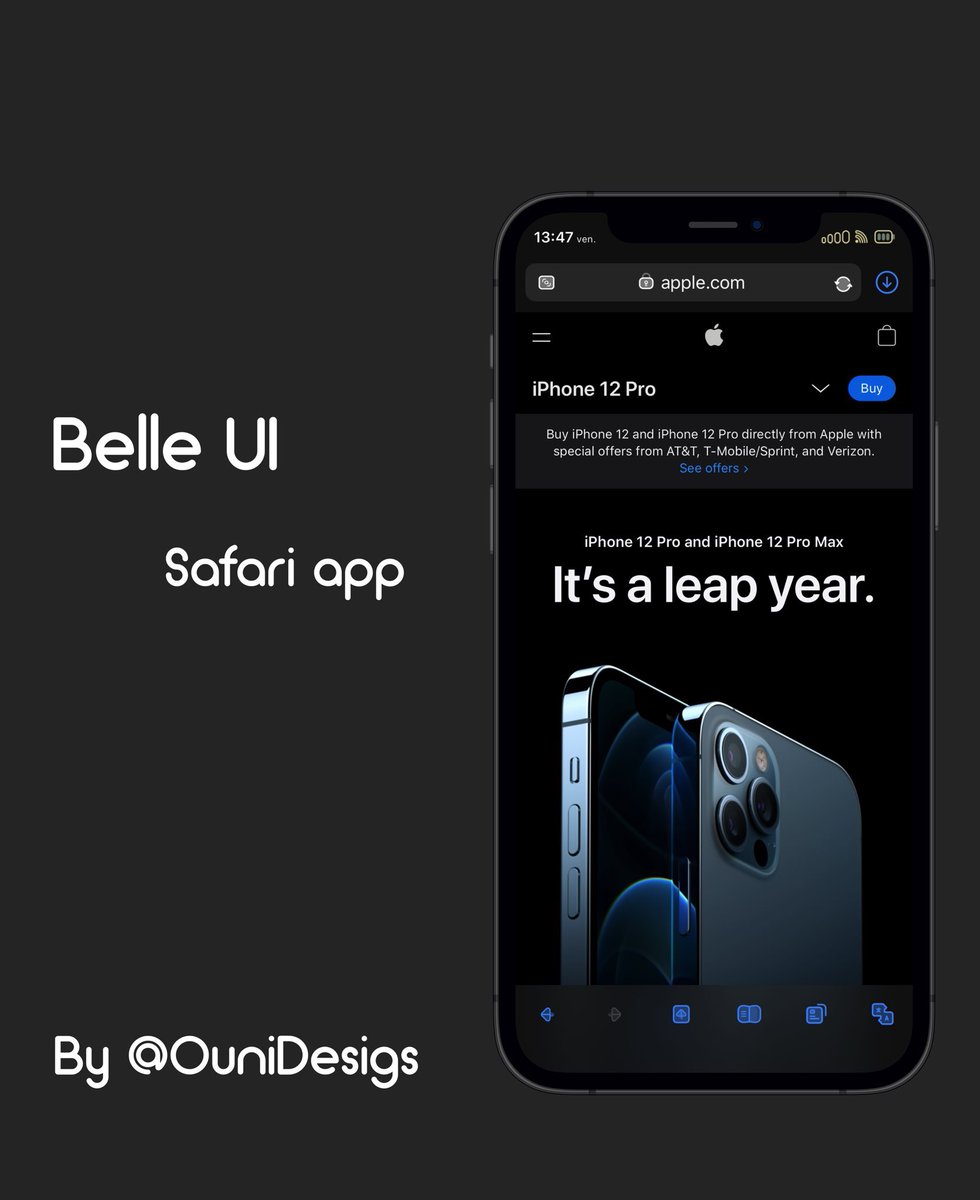 Belle UI
Safari app
By @OuniDesigs
13:47 ven.
apple.com
iPhone 12 Pro
Buy
Buy iPhone 12 and iPhone 12 Pro directly from Apple with
special offers from AT&T, T-Mobile/Sprint, and Verizon.
See offers >
iPhone 12 Pro and iPhone 12 Pro Max
It's a leap year.